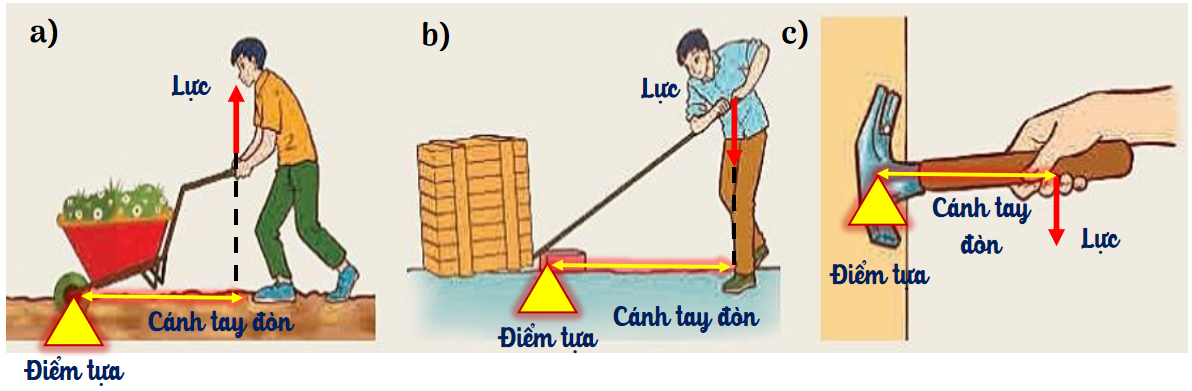 a)
Lực
Cánh tay đòn
Điểm tựa
b)
Lực
Cánh tay đòn
Điểm tựa
c)
Cánh tay
đòn
Lực
Điểm tựa